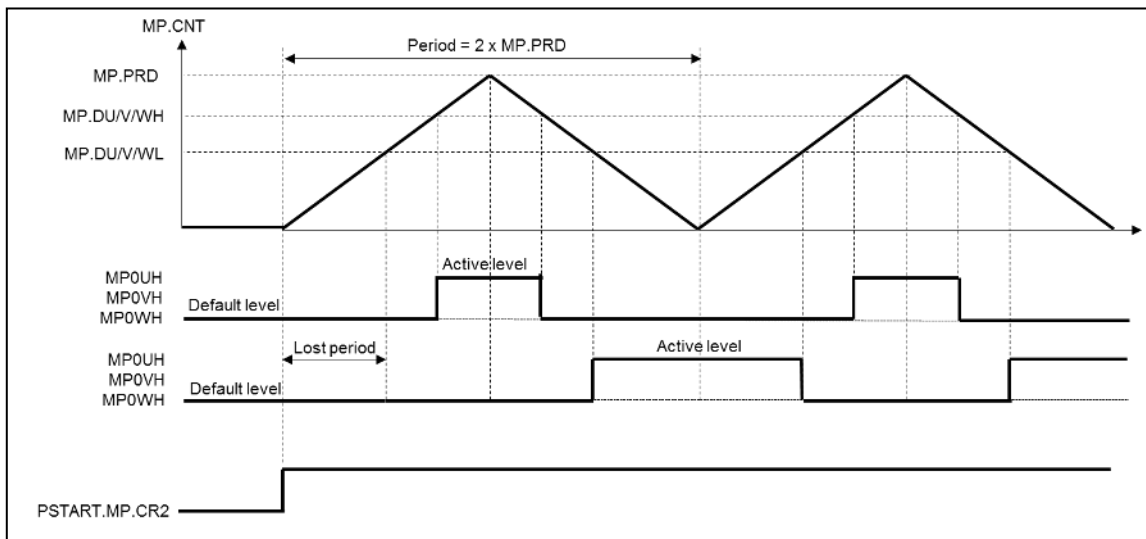 MP.CNT
Period = 2 x MP.PRD
MP.PRD
MP.DU/V/WH
MP.DU/V/WL
MP0UH
MP0VH
MP0WH
Default level
Active level
Lost period
MP0UH
MP0VH
MP0WH
Default level
Active level
PSTART.MP.CR2